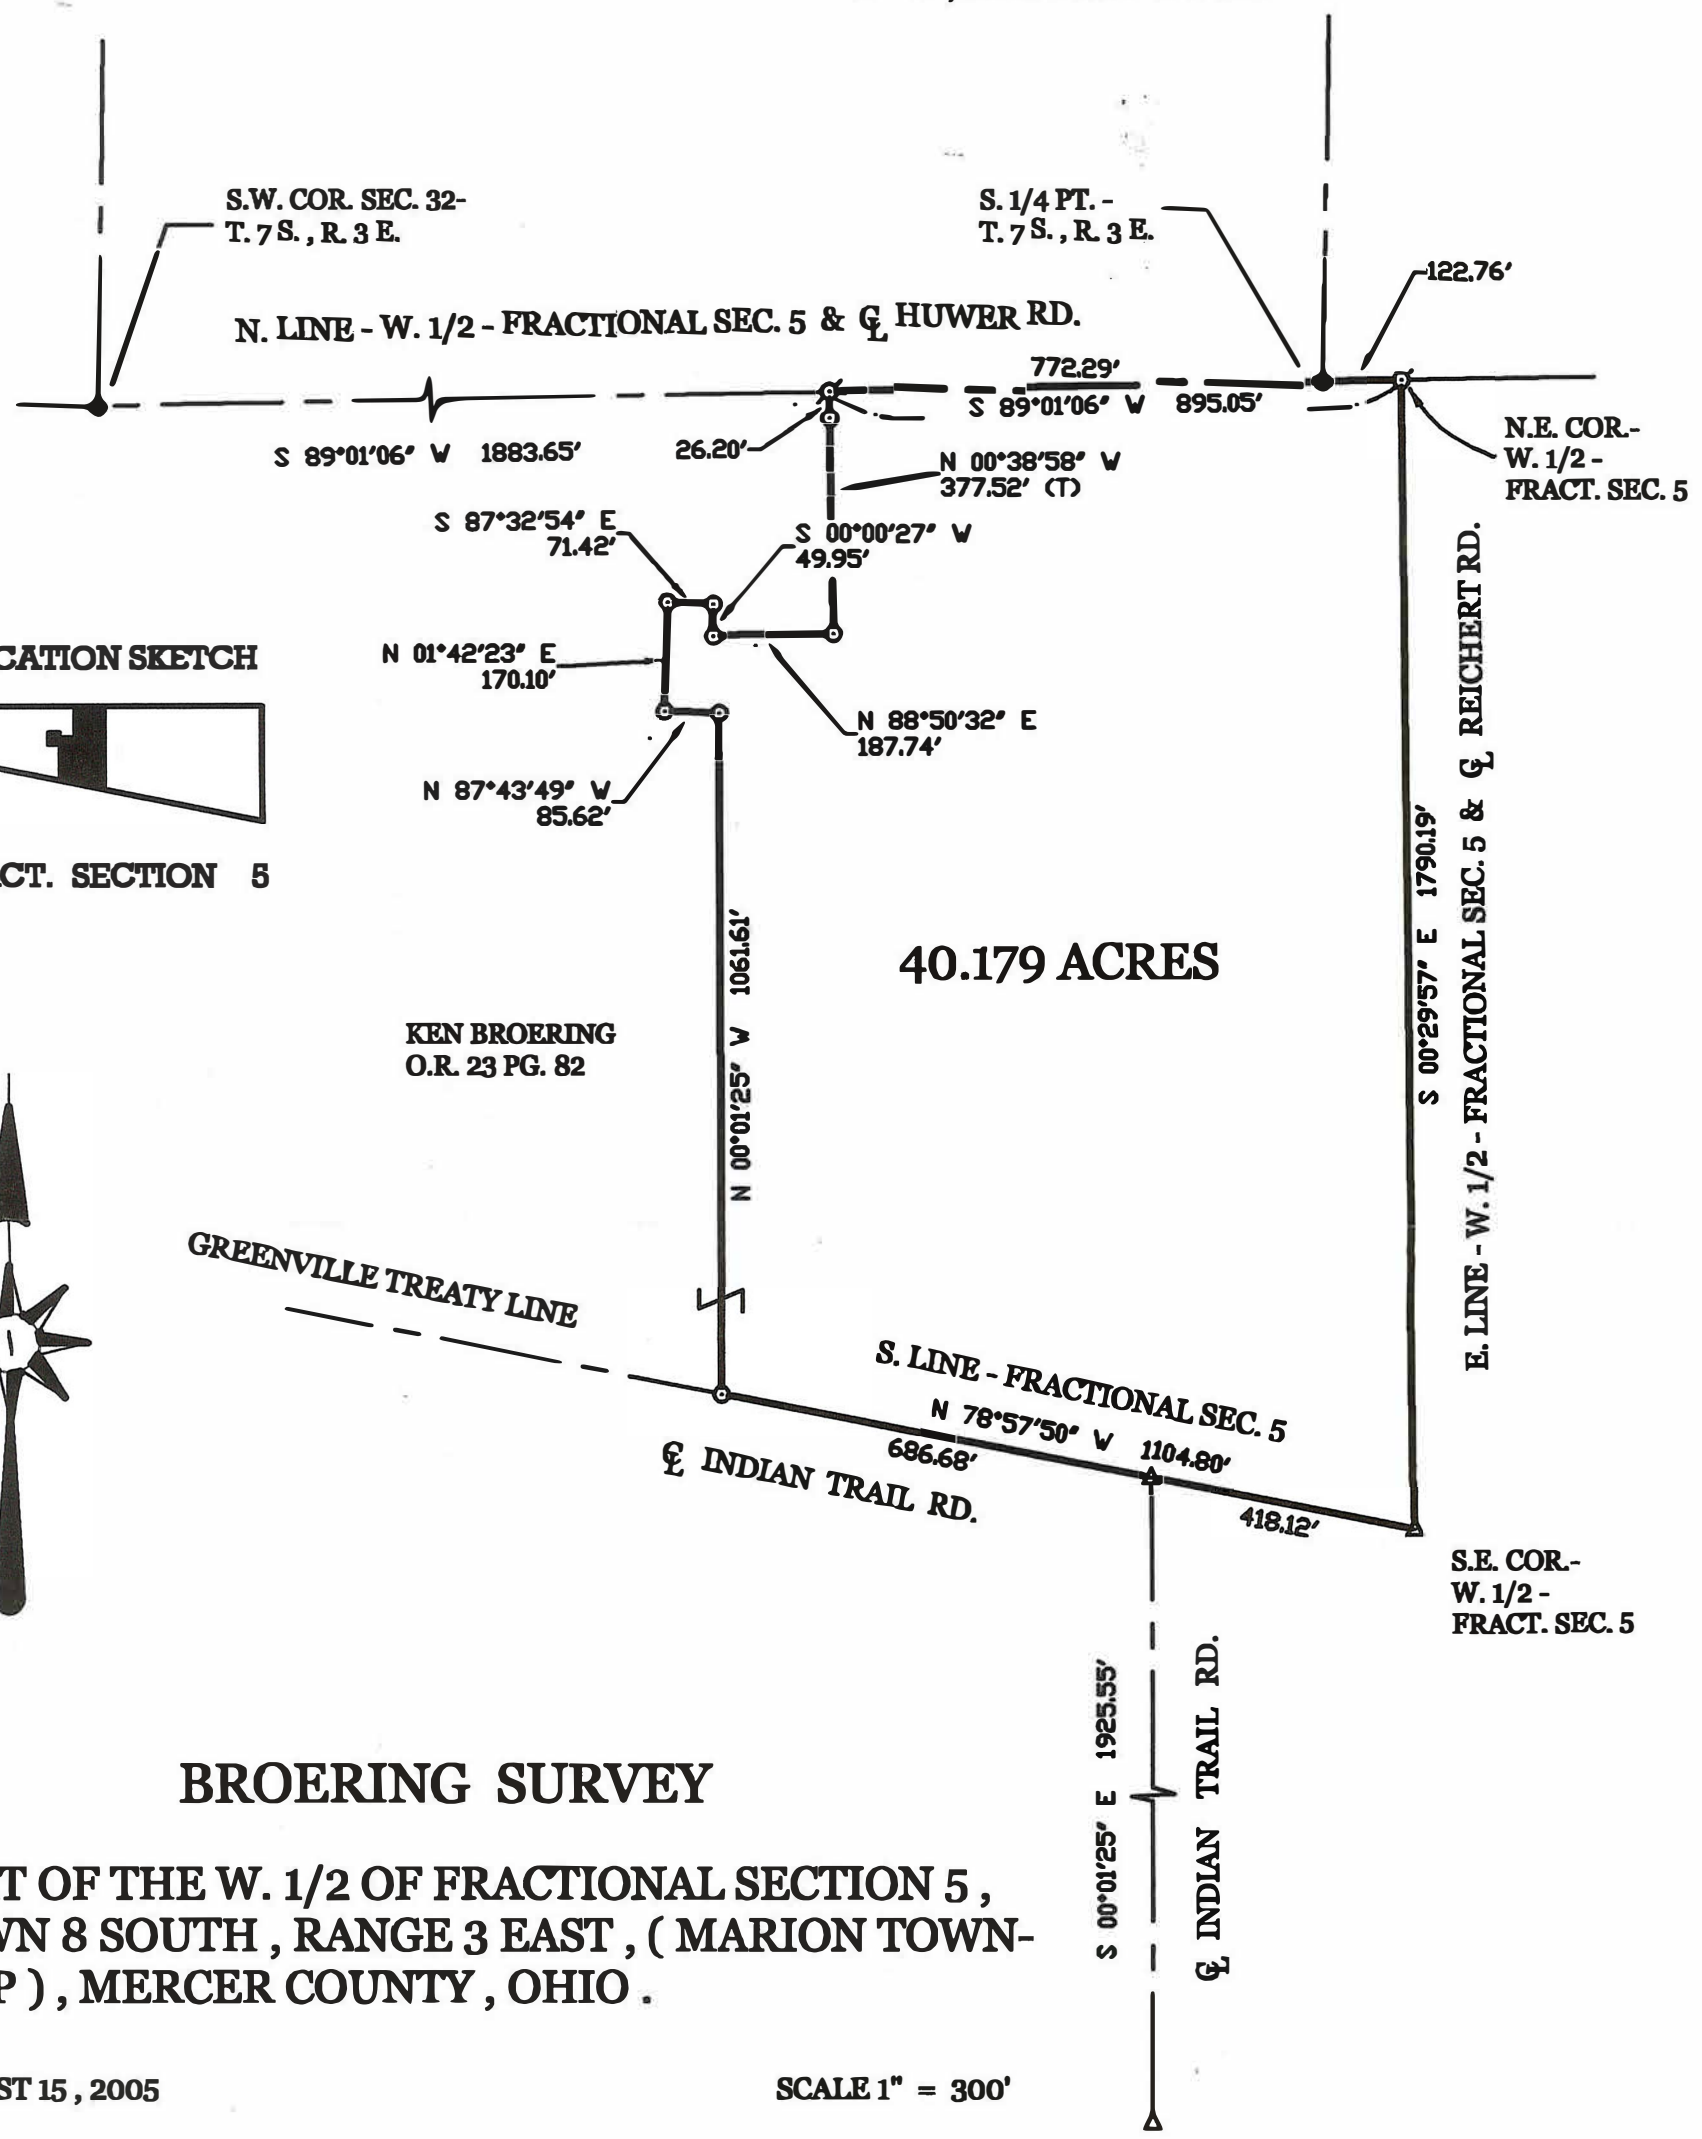 S.W. COR. SEC. 32-
T. 7 S. , R. 3 E.
S. 1/4 PT. -
T. 7 S. , R. 3 E.
122.76'
N. LINE - W. 1/2 - FRACTIONAL SEC. 5 & ℄ HUWER RD.
772.29'
S 89°01'06" W 895.05'
S 89°01'06" W 1883.65'
26.20'
N.E. COR.-
W. 1/2 -
FRACT. SEC. 5
N 00°38'58" W
377.52' (T)
S 87°32'54" E
71.42'
S 00°00'27" W
49.95'
CATION SKETCH
N 01°42'23" E
170.10'
N 88°50'32" E
187.74'
N 87°43'49" W
85.62'
CT. SECTION 5
N 00°01'25" W 1061.61'
40.179 ACRES
S 00°29'57" E 1790.19'
E. LINE - W. 1/2 - FRACTIONAL SEC. 5 & ℄ REICHERT RD.
KEN BROERING
O.R. 23 PG. 82
GREENVILLE TREATY LINE
S. LINE - FRACTIONAL SEC. 5
N 78°57'50" W 1104.80'
686.68'
℄ INDIAN TRAIL RD.
418.12'
S.E. COR.-
W. 1/2 -
FRACT. SEC. 5
S 00°01'25" E 1925.55'
℄ INDIAN TRAIL RD.
BROERING SURVEY
T OF THE W. 1/2 OF FRACTIONAL SECTION 5 ,
WN 8 SOUTH , RANGE 3 EAST , ( MARION TOWN-
P ) , MERCER COUNTY , OHIO .
ST 15 , 2005
SCALE 1" = 300'